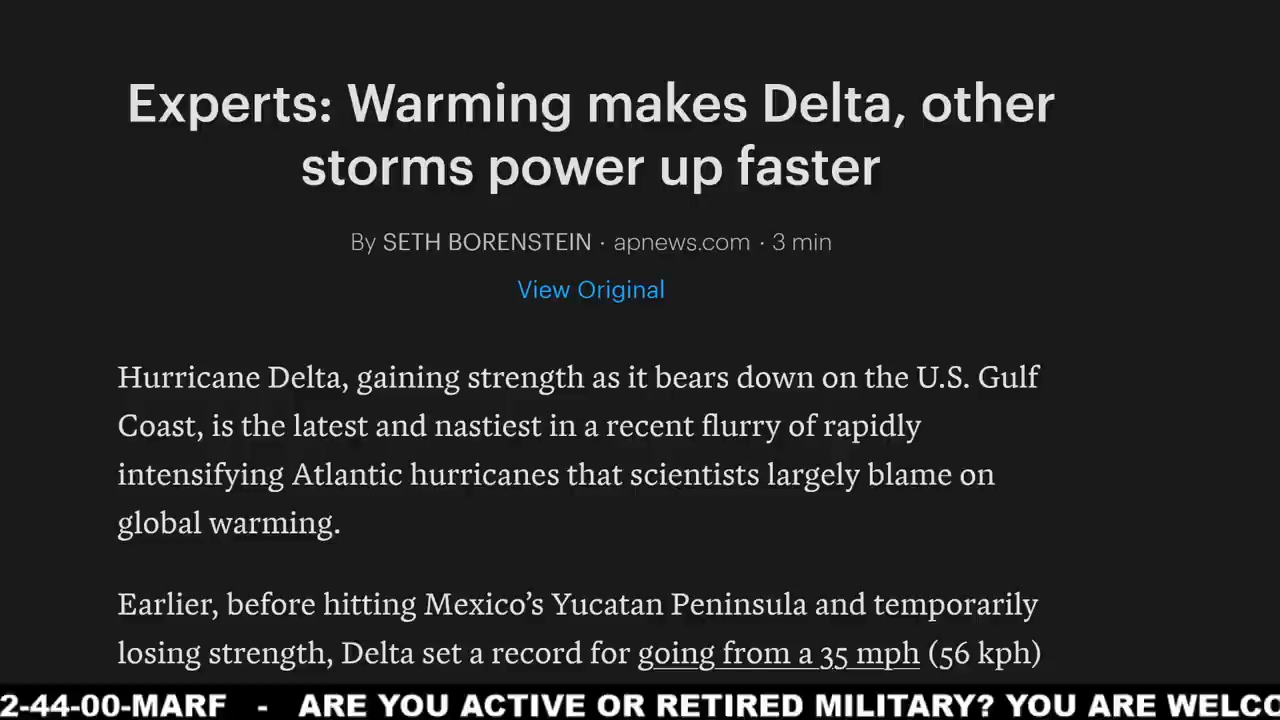 Experts: Warming makes Delta, other
storms power up faster
By SETH BORENSTEIN · apnews.com · 3 min
View Original
Hurricane Delta, gaining strength as it bears down on the U.S. Gulf
Coast, is the latest and nastiest in a recent flurry of rapidly
intensifying Atlantic hurricanes that scientists largely blame on
global warming.
Earlier, before hitting Mexico’s Yucatan Peninsula and temporarily
losing strength, Delta set a record for going from a 35 mph (56 kph)
2-44-00-MARF - ARE YOU ACTIVE OR RETIRED MILITARY? YOU ARE WELCO